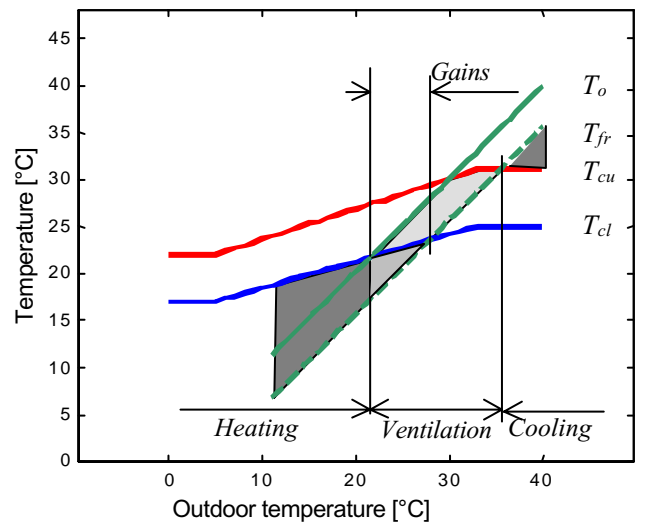 50
45
40
35
30
25
20
15
10
5
0
Temperature [°C]
Gains
T_o
T_fr
T_cu
T_cl
Heating
Ventilation
Cooling
0 10 20 30 40
Outdoor temperature [°C]